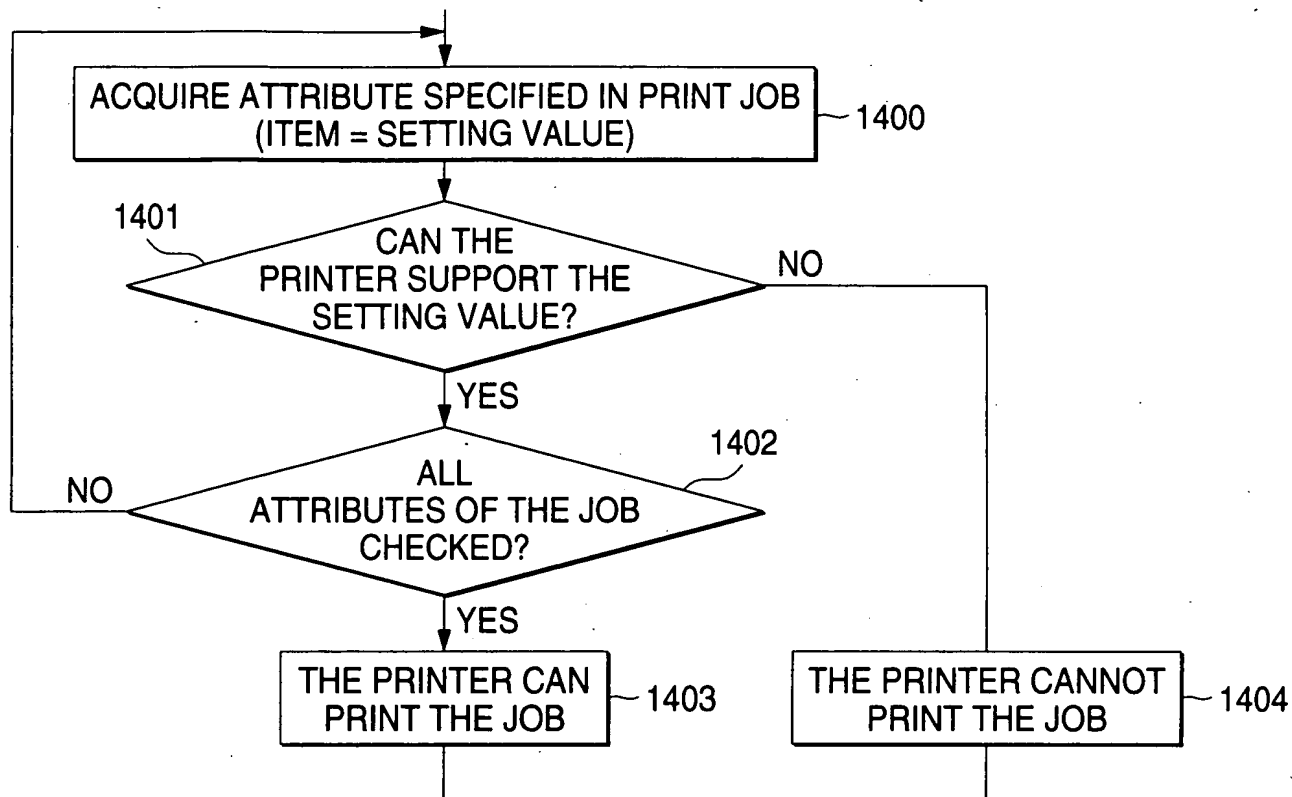 ACQUIRE ATTRIBUTE SPECIFIED IN PRINT JOB
(ITEM = SETTING VALUE)
1400
1401
CAN THE
PRINTER SUPPORT THE
SETTING VALUE?
NO
YES
1402
ALL
ATTRIBUTES OF THE JOB
CHECKED?
NO
YES
THE PRINTER CAN
PRINT THE JOB
1403
THE PRINTER CANNOT
PRINT THE JOB
1404